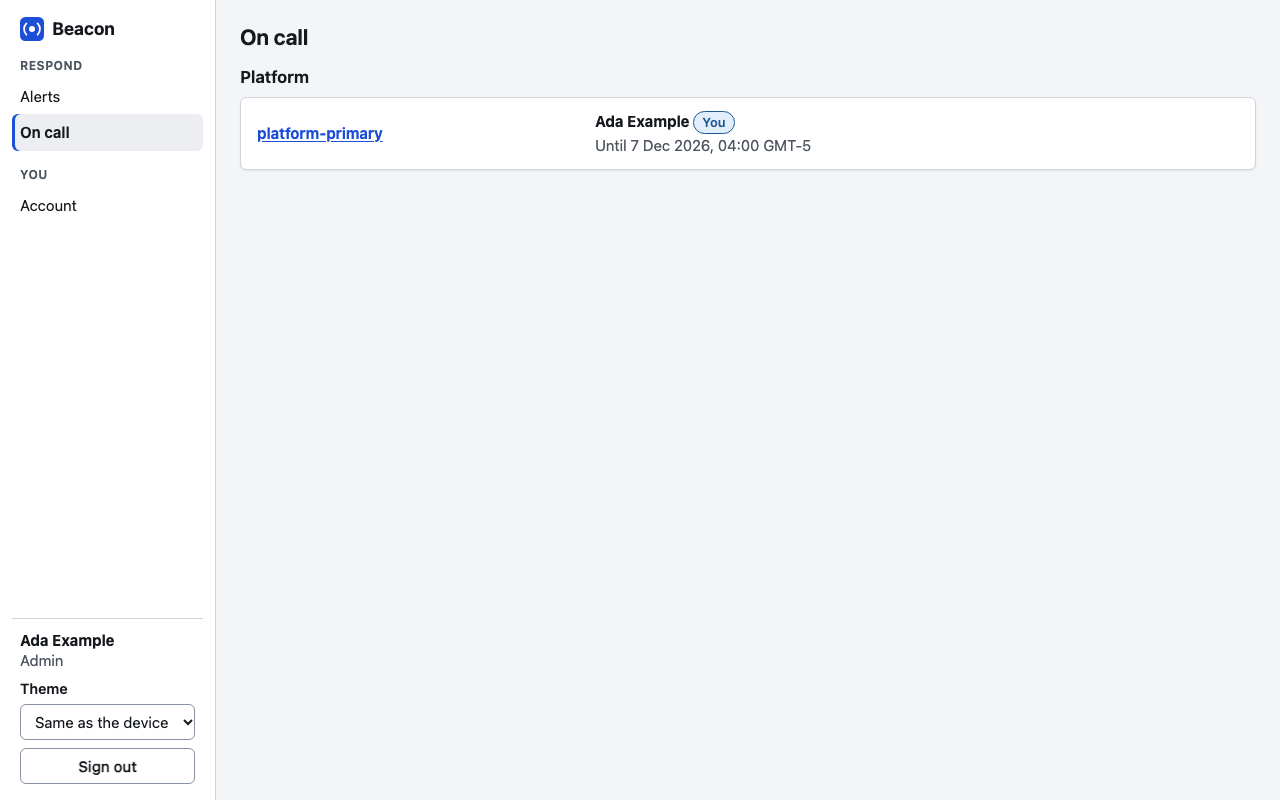 Beacon
RESPOND
Alerts
On call
YOU
Account
Ada Example
Admin
Theme
Same as the device
Sign out
On call
Platform
platform-primary
Ada Example You
Until 7 Dec 2026, 04:00 GMT-5